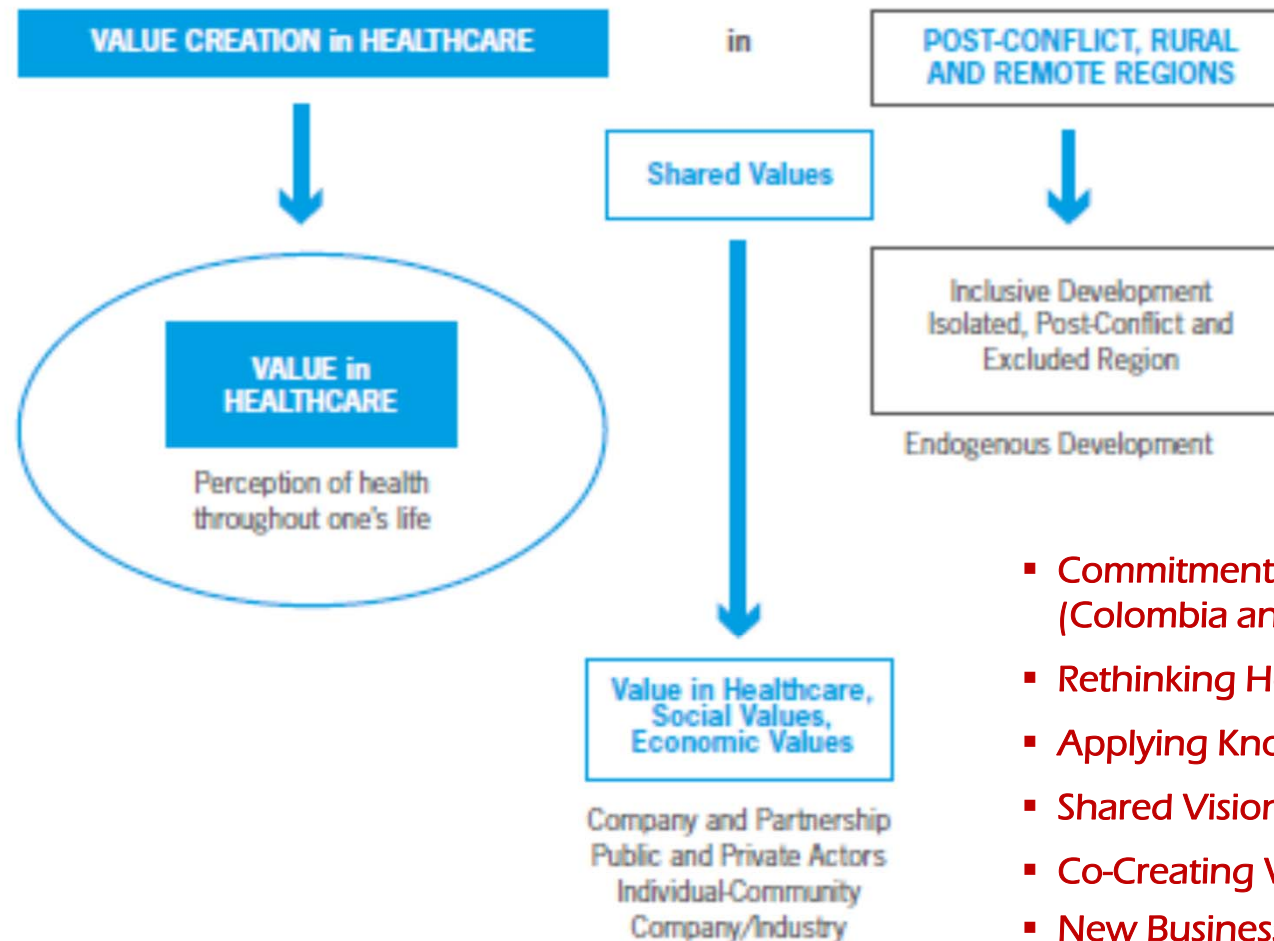 VALUE CREATION in HEALTHCARE
in
POST-CONFLICT, RURAL
AND REMOTE REGIONS
Shared Values
VALUE in
HEALTHCARE
Perception of health
throughout one's life
Inclusive Development
Isolated, Post-Conflict and
Excluded Region
Endogenous Development
Value in Healthcare,
Social Values,
Economic Values
Company and Partnership
Public and Private Actors
Individual-Community
Company/Industry
▪ Commitment
(Colombia
▪ Rethinking
▪ Applying
▪ Shared
▪ Co-Creating
▪ New